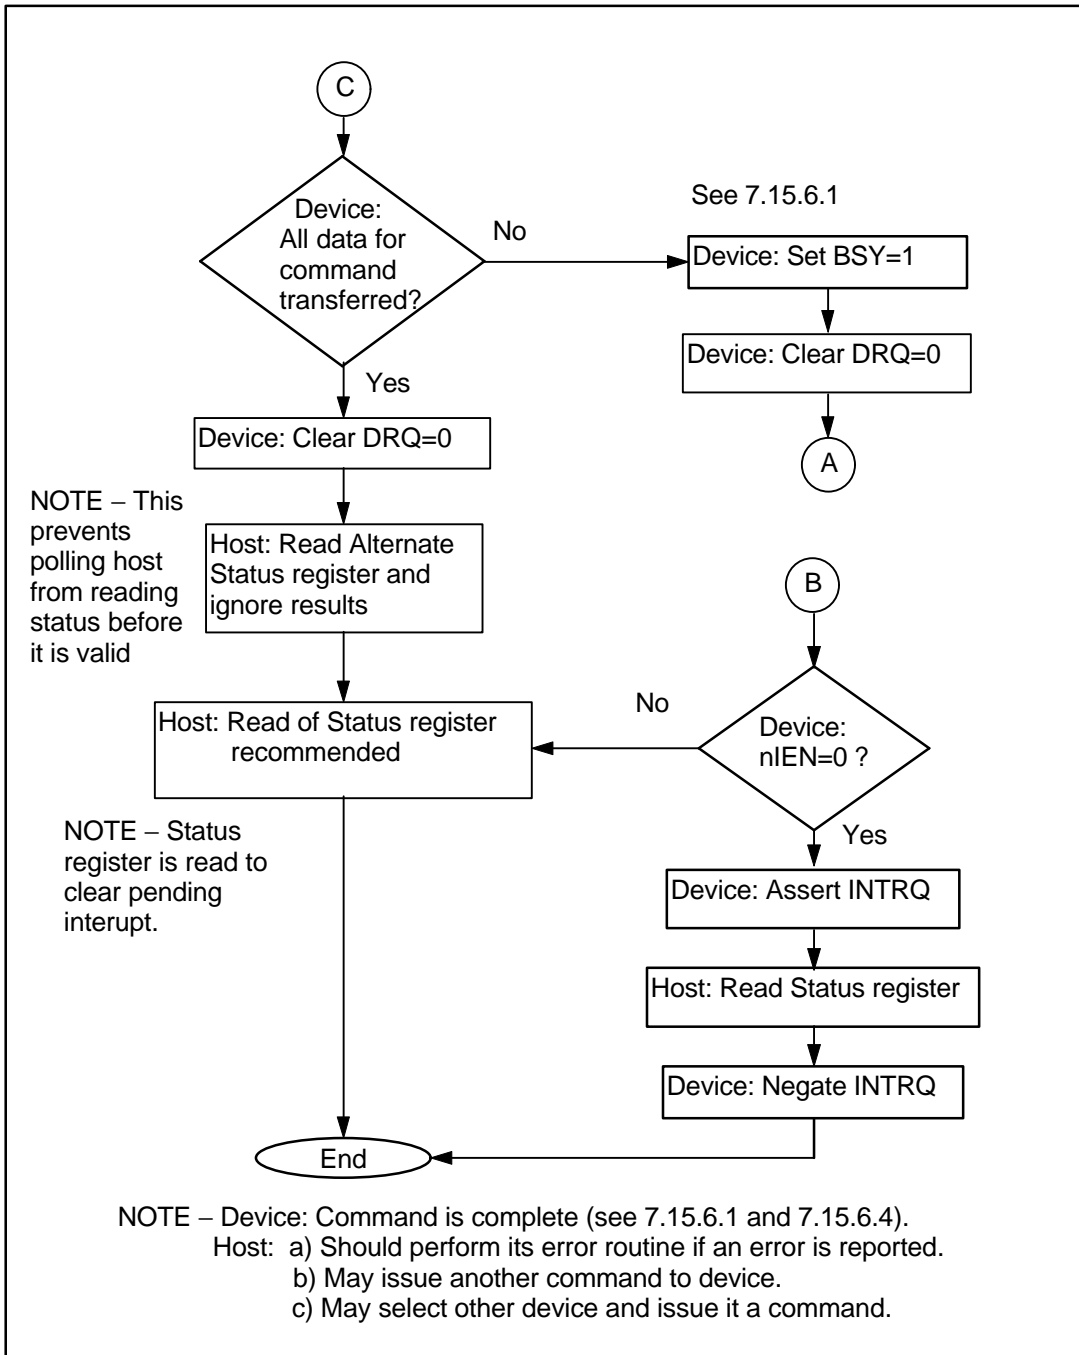 C
Device:
All data for
command
transferred?
No
See 7.15.6.1
Device: Set BSY=1
Device: Clear DRQ=0
A
Yes
Device: Clear DRQ=0
NOTE – This
prevents
polling host
from reading
status before
it is valid
Host: Read Alternate
Status register and
ignore results
B
Device:
nIEN=0 ?
No
Host: Read of Status register
recommended
NOTE – Status
register is read to
clear pending
interupt.
Yes
Device: Assert INTRQ
Host: Read Status register
Device: Negate INTRQ
End
NOTE – Device: Command is complete (see 7.15.6.1 and 7.15.6.4).
Host: a) Should perform its error routine if an error is reported.
b) May issue another command to device.
c) May select other device and issue it a command.